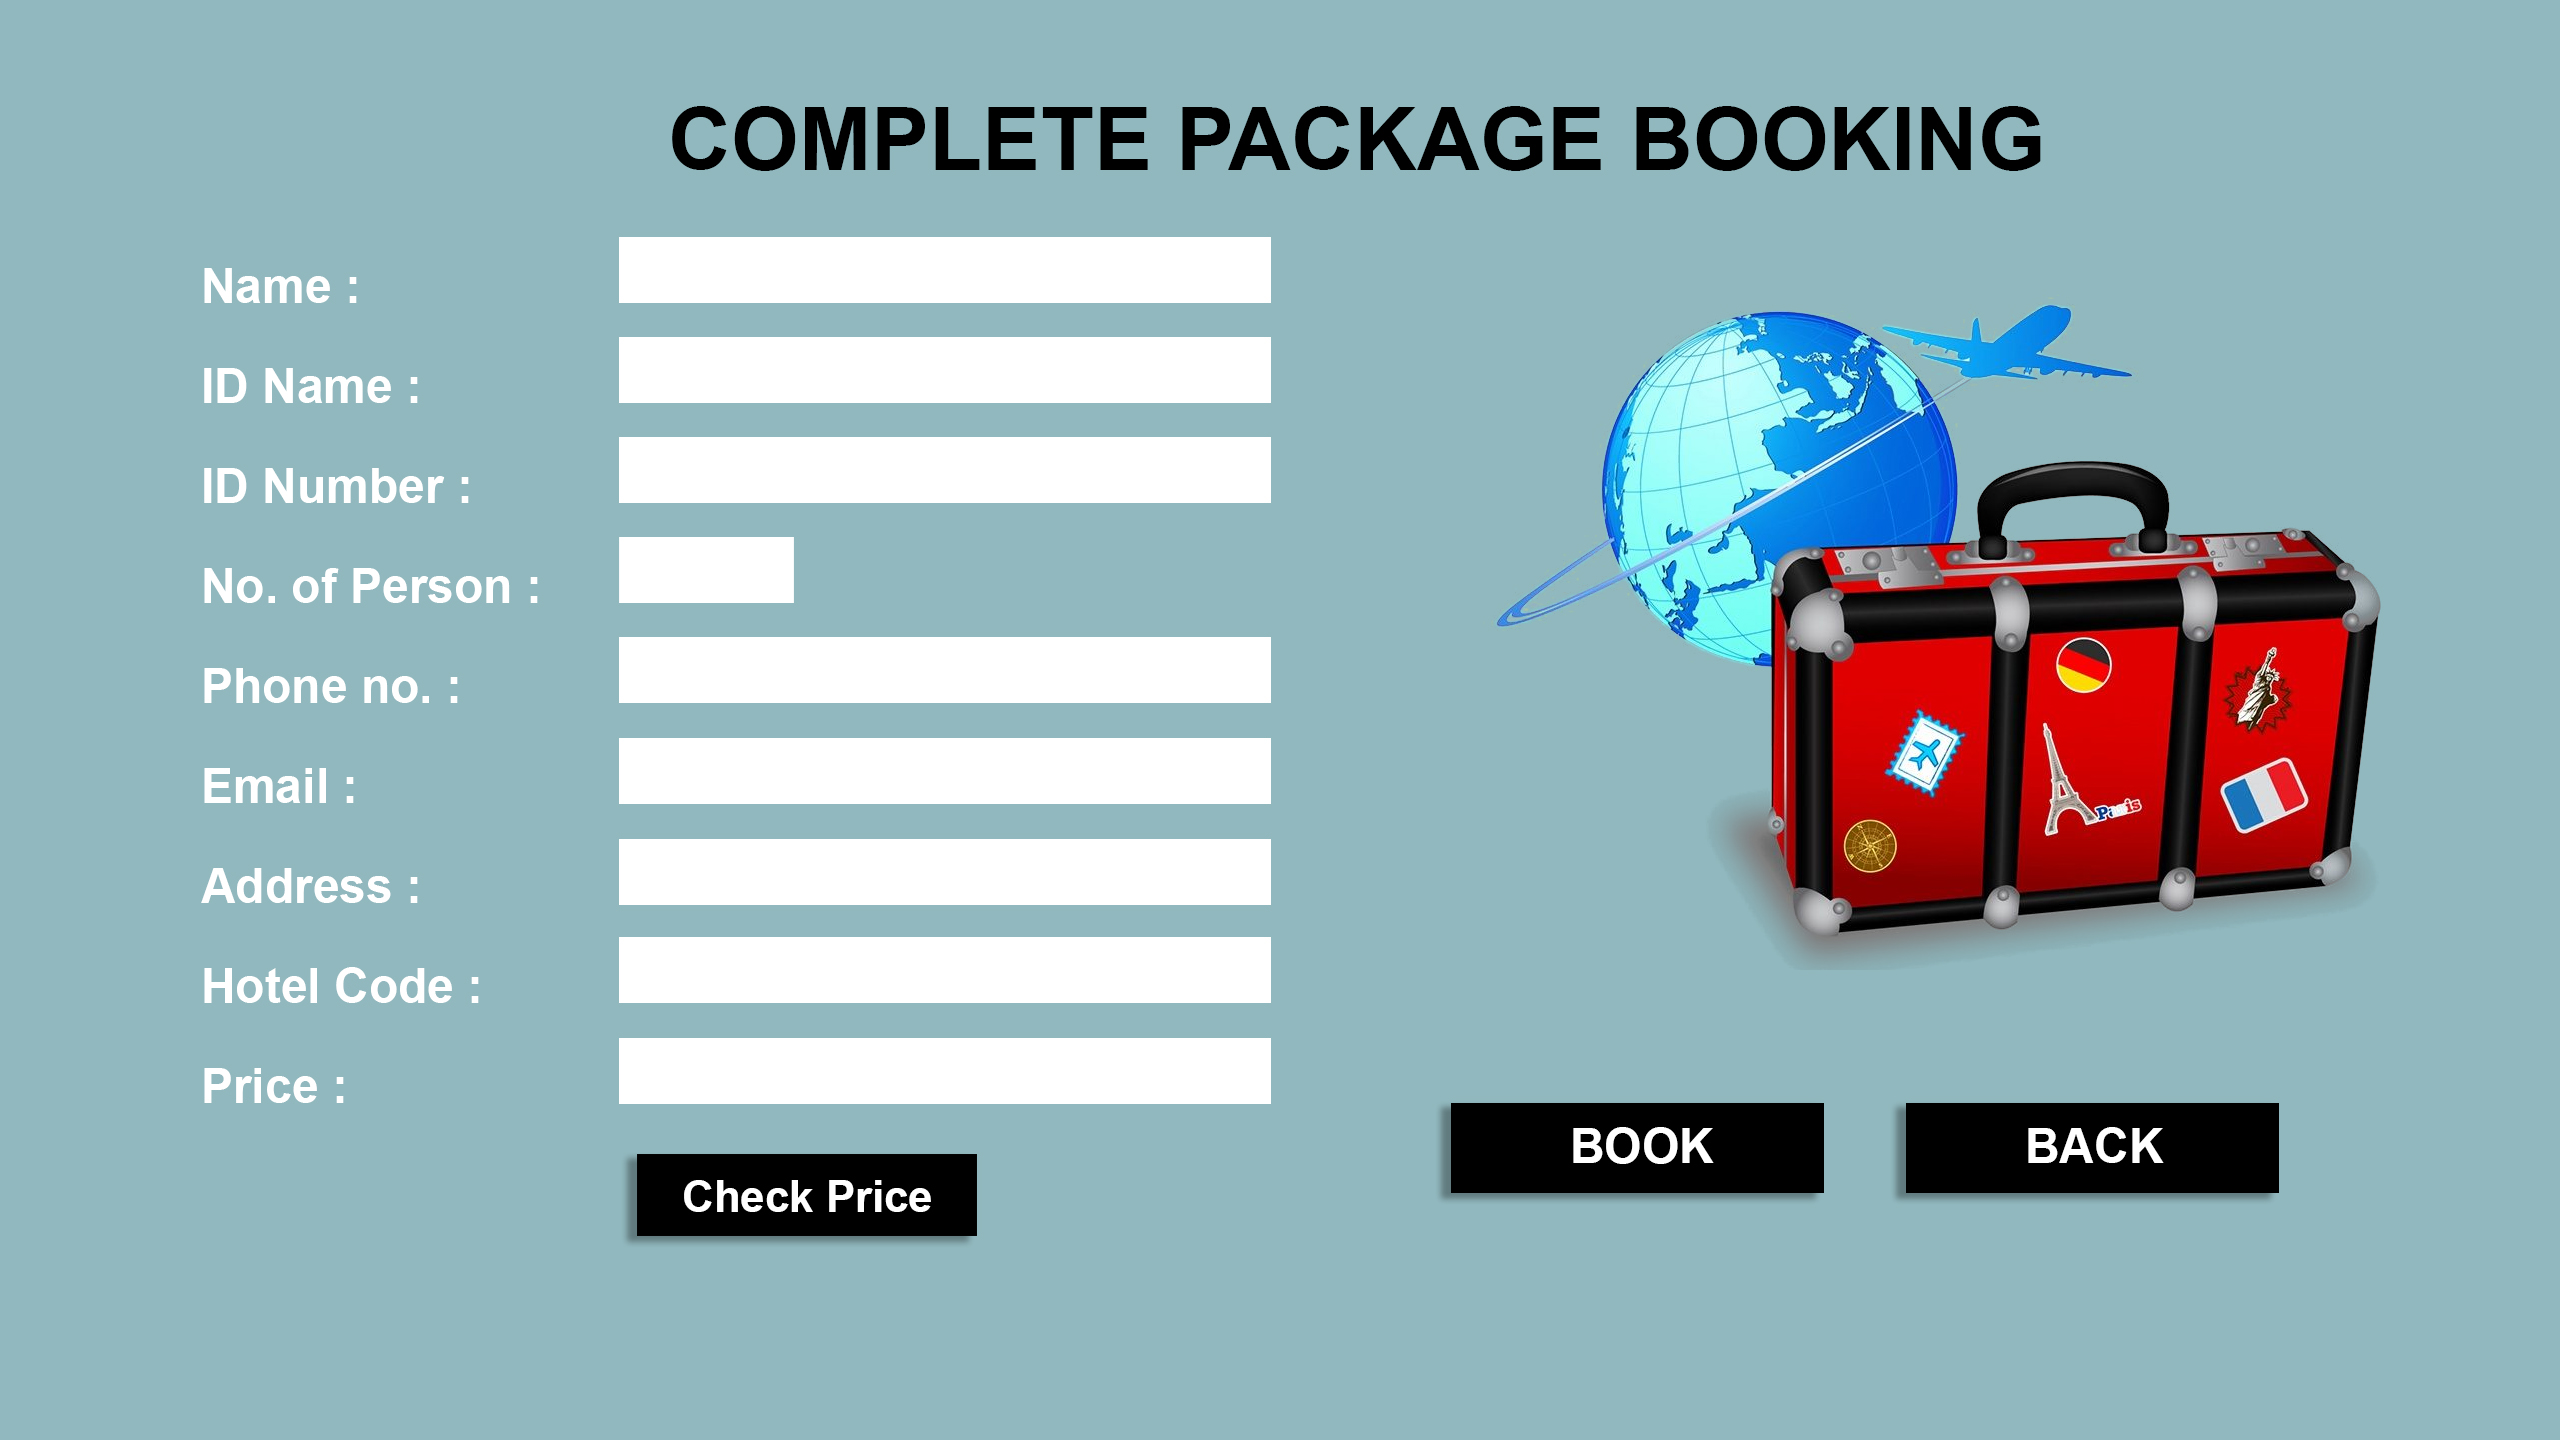 COMPLETE PACKAGE BOOKING
Name :
ID Name :
ID Number :
No. of Person :
Phone no. :
Email :
Address :
Hotel Code :
Price :
Check Price
BOOK
BACK
Paris